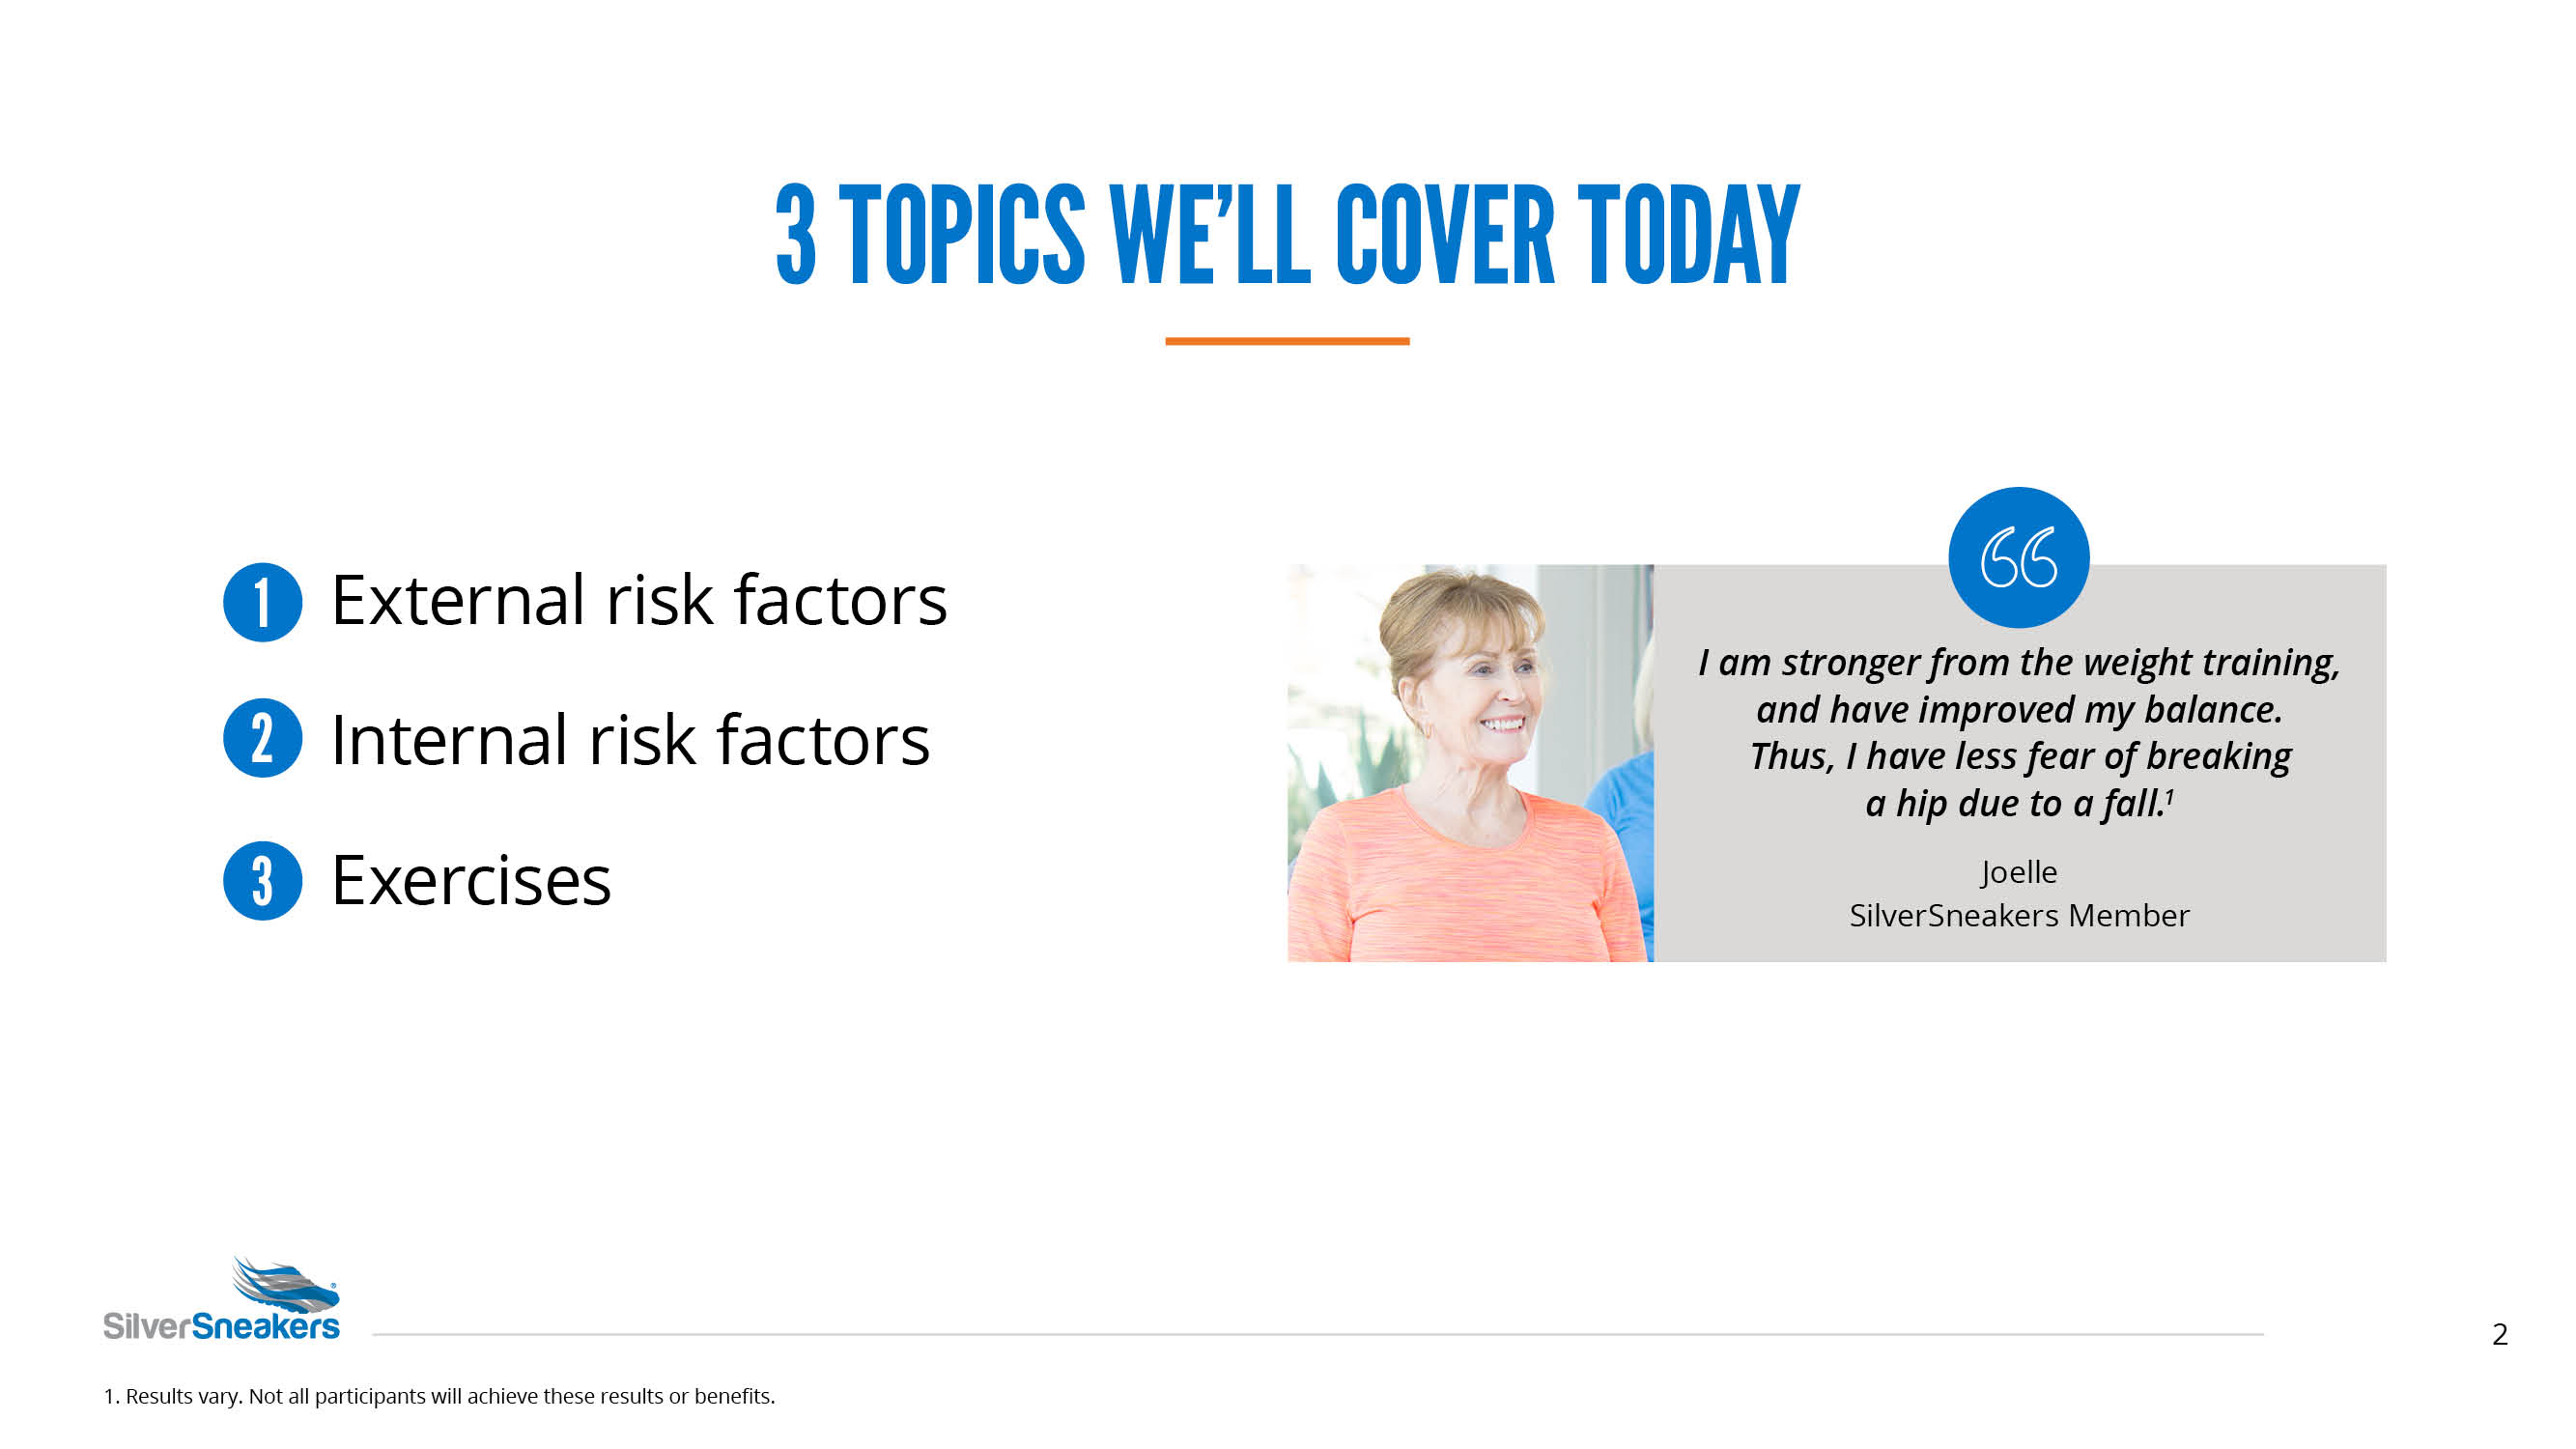 3 TOPICS WE’LL COVER TODAY
1 External risk factors
2 Internal risk factors
3 Exercises
“
I am stronger from the weight training,
and have improved my balance.
Thus, I have less fear of breaking
a hip due to a fall.¹
Joelle
SilverSneakers Member
SilverSneakers®
2
1. Results vary. Not all participants will achieve these results or benefits.